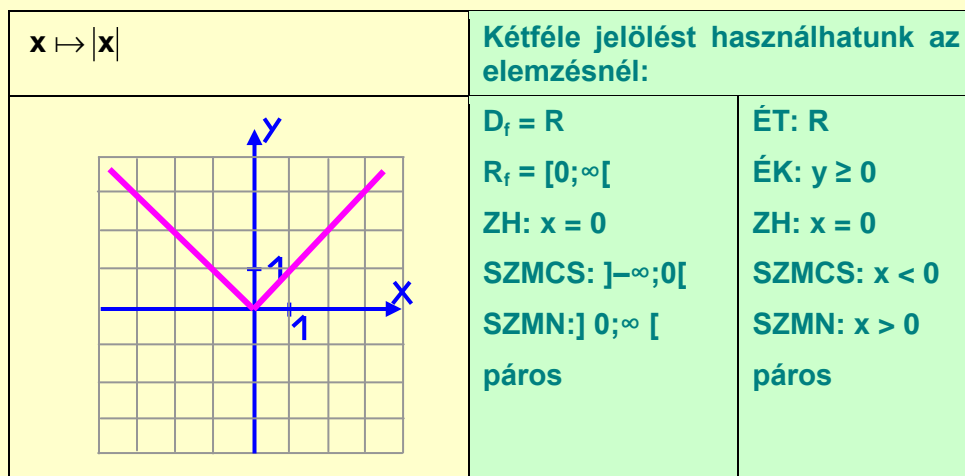 x ↦ |x|
Kétféle jelölést használhatunk az
elemzésnél:
y
1
x
1
D_f = R
R_f = [0;∞[
ZH: x = 0
SZMCS: ]–∞;0[
SZMN:] 0;∞ [
páros
ÉT: R
ÉK: y ≥ 0
ZH: x = 0
SZMCS: x < 0
SZMN: x > 0
páros